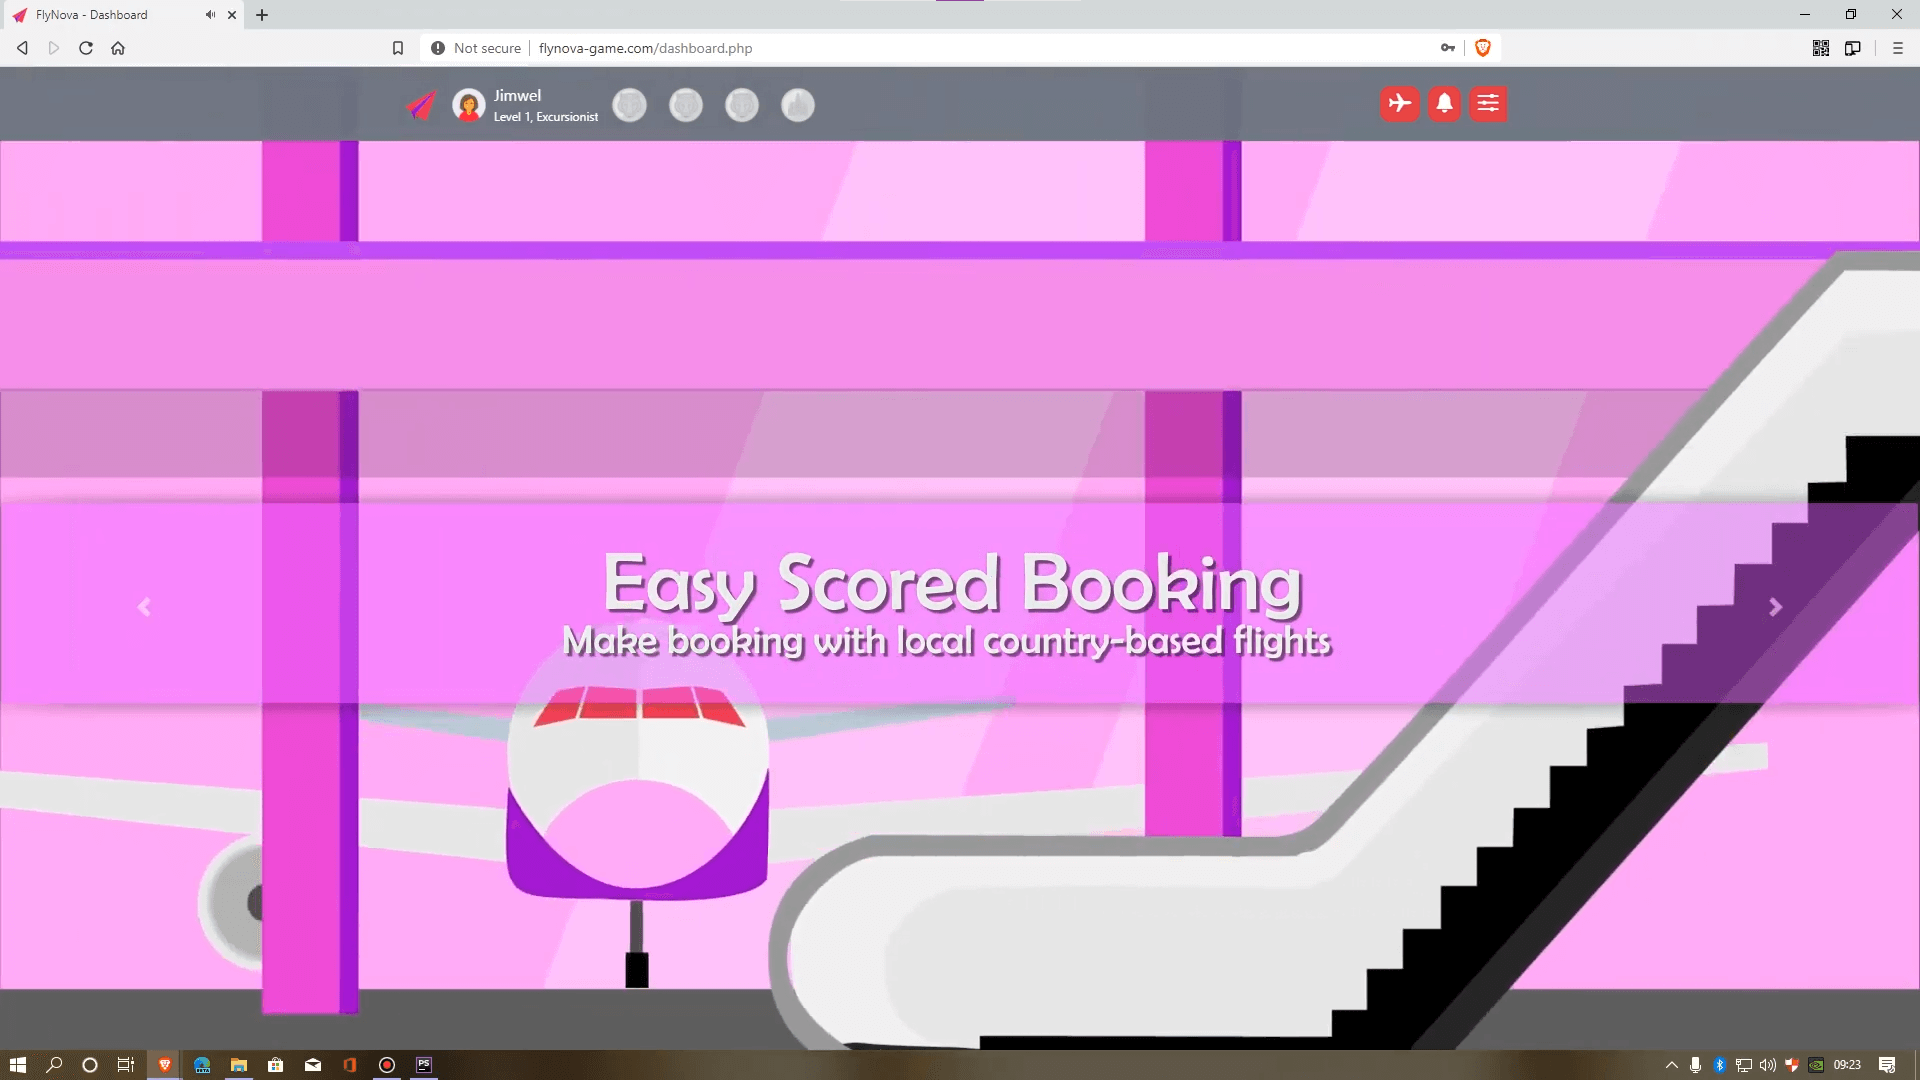 FlyNova - Dashboard
Not secure
flynova-game.com/dashboard.php
Jimwel
Level 1, Excursionist
Easy Scored Booking
Make booking with local country-based flights
PS
09:23